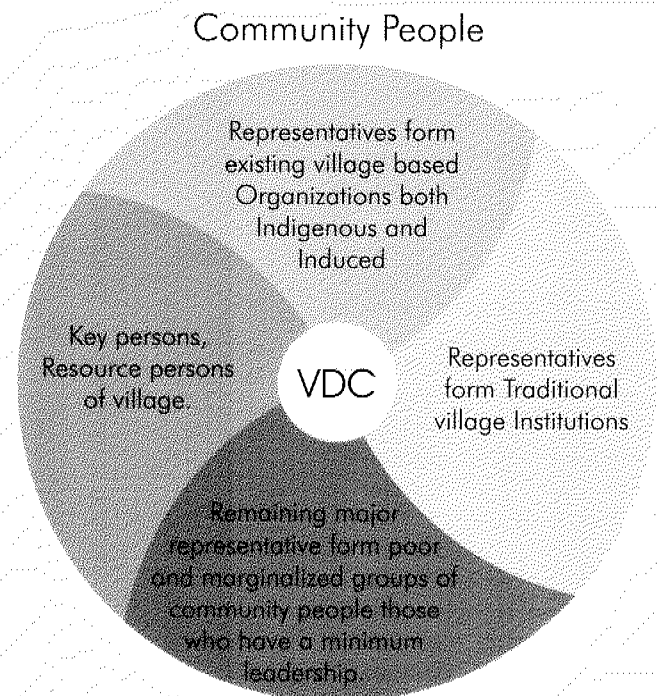 Community People
Representatives form
existing village based
Organizations both
Indigenous and
Induced
Key persons,
Resource persons
of village.
VDC
Representatives
form Traditional
village Institutions
Remaining major
representative form poor
and marginalized groups of
community people those
who have a minimum
leadership.